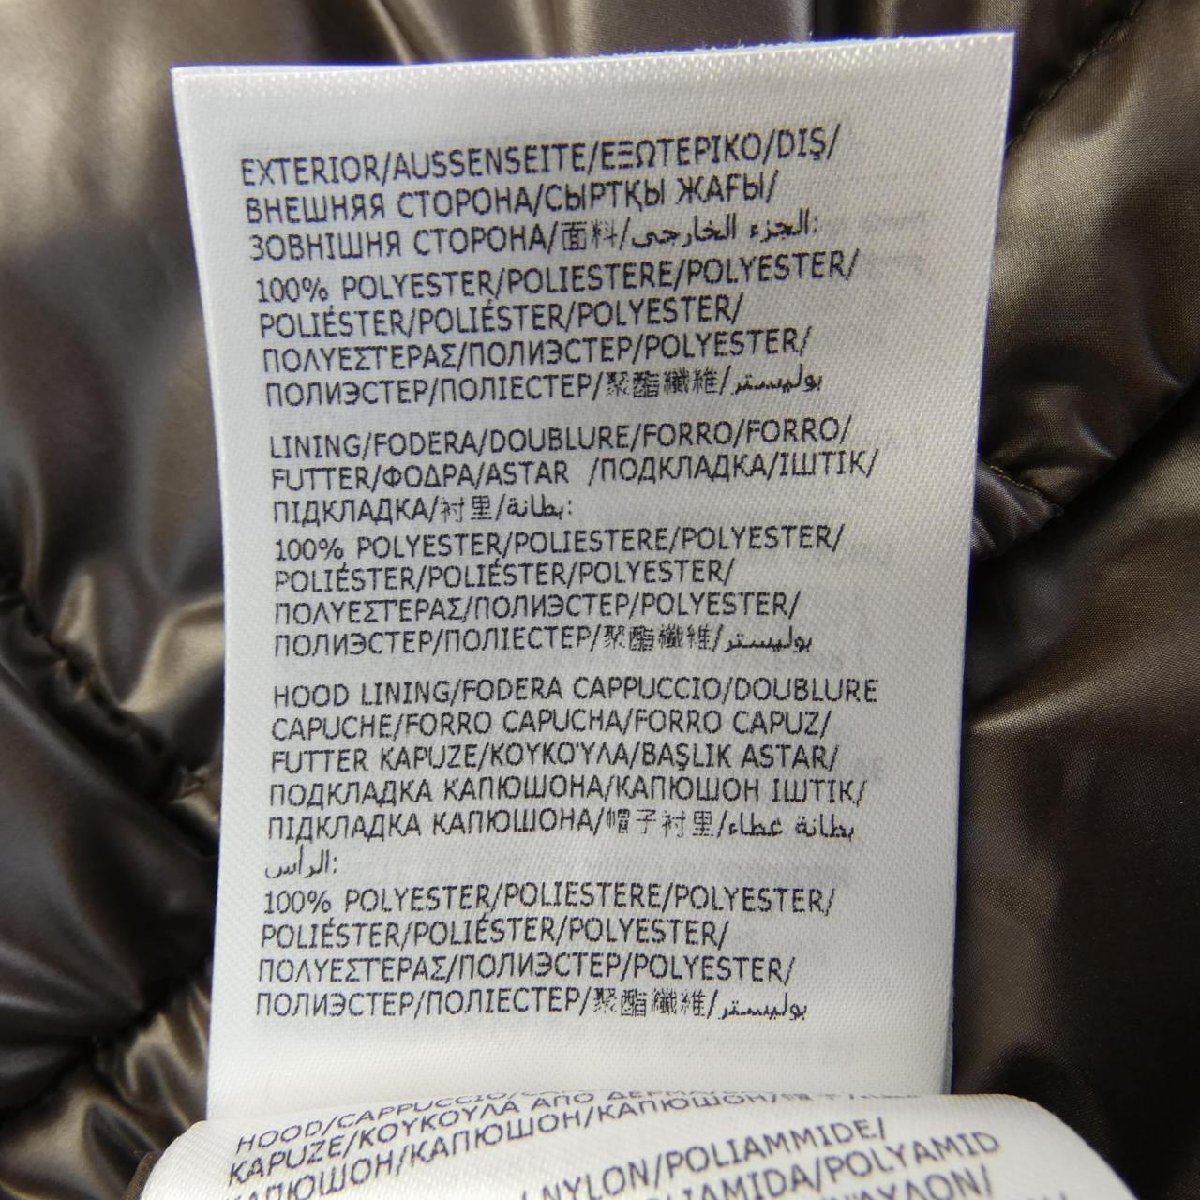 EXTERIOR/AUSSENSEITE/ΕΞΩΤΕΡΙΚΟ/DIŞ/
ВНЕШНЯЯ СТОРОНА/СЫРТҚЫ ЖАҒЫ/
ЗОВНІШНЯ СТОРОНА/面料/الجزء الخارجي:
100% POLYESTER/POLIESTERE/POLYESTER/
POLIÉSTER/POLIÉSTER/POLYESTER/
ΠΟΛΥΕΣΤΕΡΑΣ/ПОЛИЭСТЕР/POLYESTER/
ПОЛИЭСТЕР/ПОЛІЕСТЕР/聚酯纖維/بوليستر
LINING/FODERA/DOUBLURE/FORRO/FORRO/
FUTTER/ΦΟΔΡΑ/ASTAR /ПОДКЛАДКА/ІШТІК/
ПІДКЛАДКА/衬里/بطانة:
100% POLYESTER/POLIESTERE/POLYESTER/
POLIÉSTER/POLIÉSTER/POLYESTER/
ΠΟΛΥΕΣΤΕΡΑΣ/ПОЛИЭСТЕР/POLYESTER/
ПОЛИЭСТЕР/ПОЛІЕСТЕР/聚酯纖維/بوليستر
HOOD LINING/FODERA CAPPUCCIO/DOUBLURE
CAPUCHE/FORRO CAPUCHA/FORRO CAPUZ/
FUTTER KAPUZE/ΚΟΥΚΟΎΛΑ/BAŞLIK ASTAR/
ПОДКЛАДКА КАПЮШОНА/КАПЮШОН ІШТІК/
ПІДКЛАДКА КАПЮШОНА/帽子衬里/بطانة غطاء
الرأس:
100% POLYESTER/POLIESTERE/POLYESTER/
POLIÉSTER/POLIÉSTER/POLYESTER/
ΠΟΛΥΕΣΤΕΡΑΣ/ПОЛИЭСТЕР/POLYESTER/
ПОЛИЭСТЕР/ПОЛІЕСТЕР/聚酯纖維/بوليستر
HOOD/CAPPUCCIO/
KAPUZE/ΚΟΥΚΟΥΛΑ ΑΠΟ
КАПЮШОН/КАПЮШОН/КАПЮШОН/
NYLON/POLIAMMIDE/
POLYAMID